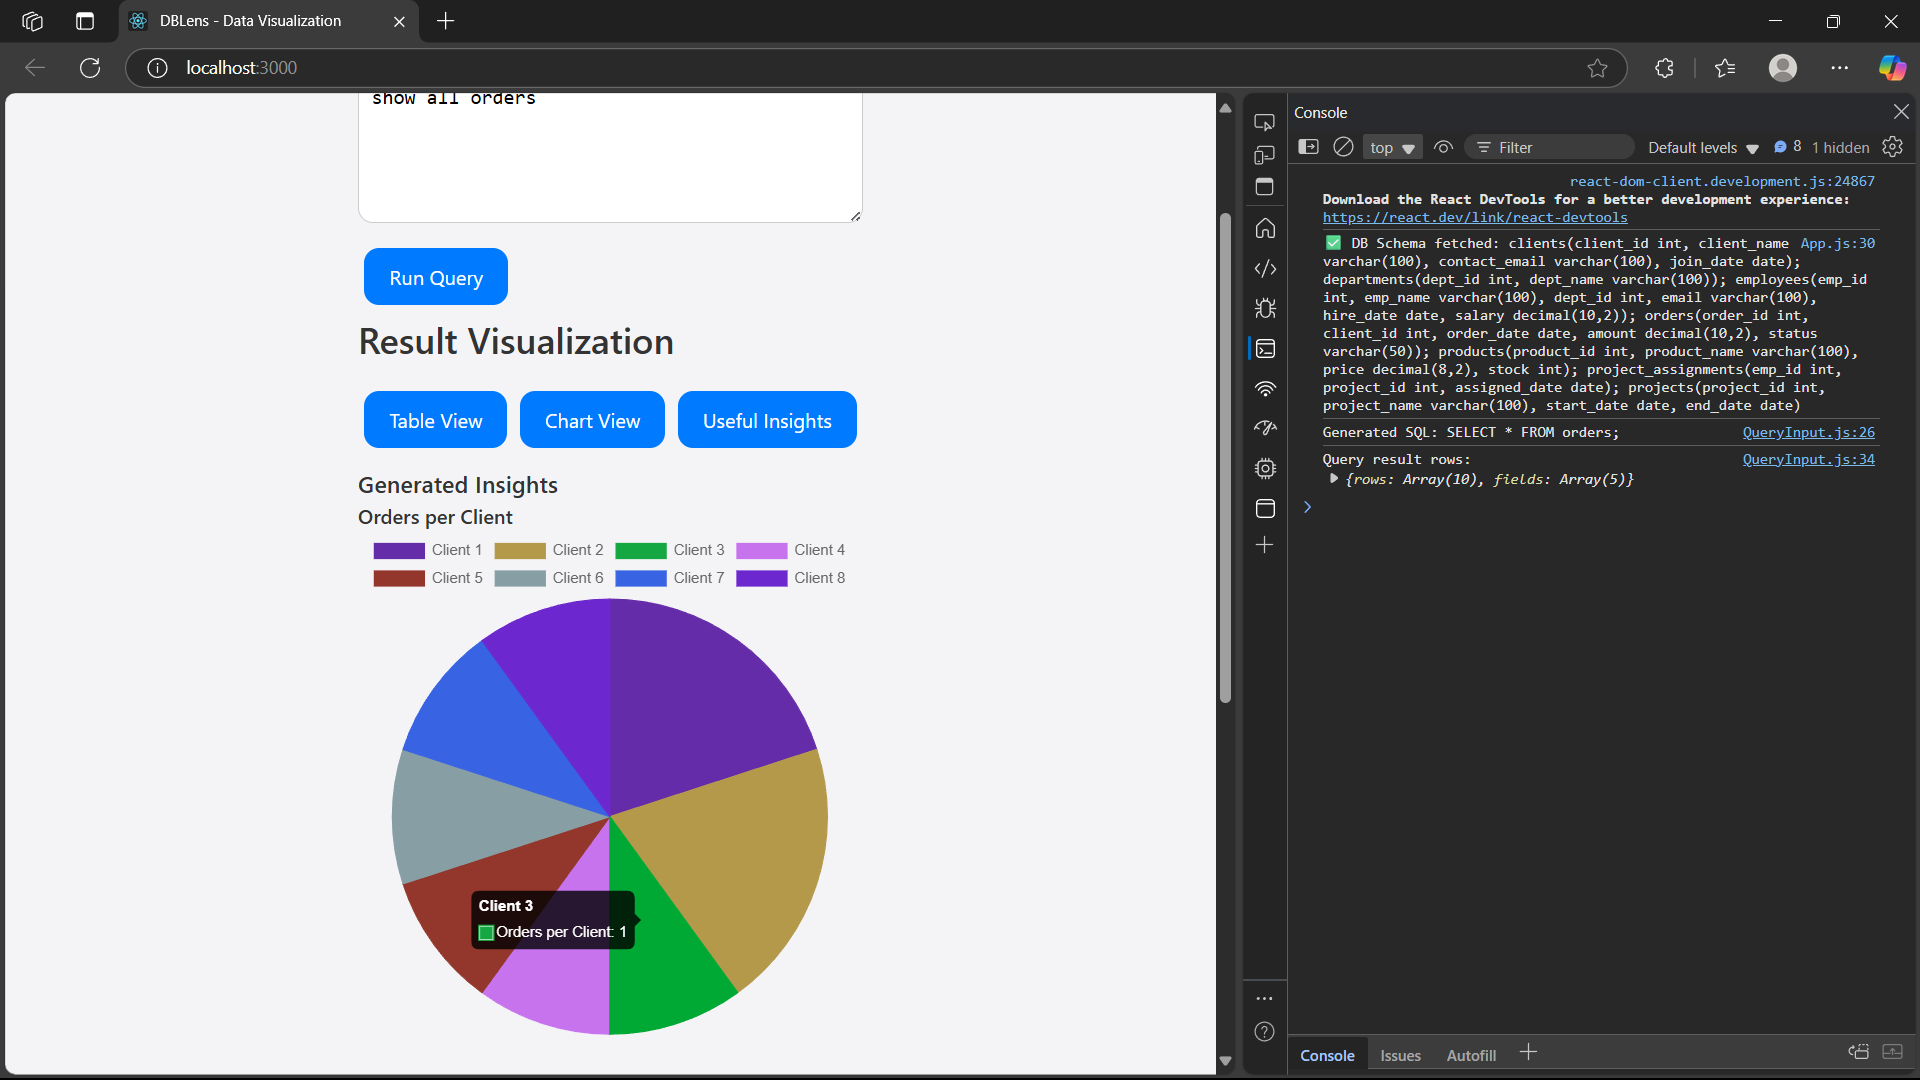 DBLens - Data Visualization
localhost:3000
show all orders
Run Query
Result Visualization
Table View
Chart View
Useful Insights
Generated Insights
Orders per Client
Client 1
Client 2
Client 3
Client 4
Client 5
Client 6
Client 7
Client 8
Client 3
Orders per Client: 1
Console
top
Filter
Default levels
8
1 hidden
react-dom-client.development.js:24867
Download the React DevTools for a better development experience:
https://react.dev/link/react-devtools
✅ DB Schema fetched: clients(client_id int, client_name App.js:30
varchar(100), contact_email varchar(100), join_date date);
departments(dept_id int, dept_name varchar(100)); employees(emp_id
int, emp_name varchar(100), dept_id int, email varchar(100),
hire_date date, salary decimal(10,2)); orders(order_id int,
client_id int, order_date date, amount decimal(10,2), status
varchar(50)); products(product_id int, product_name varchar(100),
price decimal(8,2), stock int); project_assignments(emp_id int,
project_id int, assigned_date date); projects(project_id int,
project_name varchar(100), start_date date, end_date date)
Generated SQL: SELECT * FROM orders; QueryInput.js:26
Query result rows: QueryInput.js:34
{rows: Array(10), fields: Array(5)}
Console
Issues
Autofill